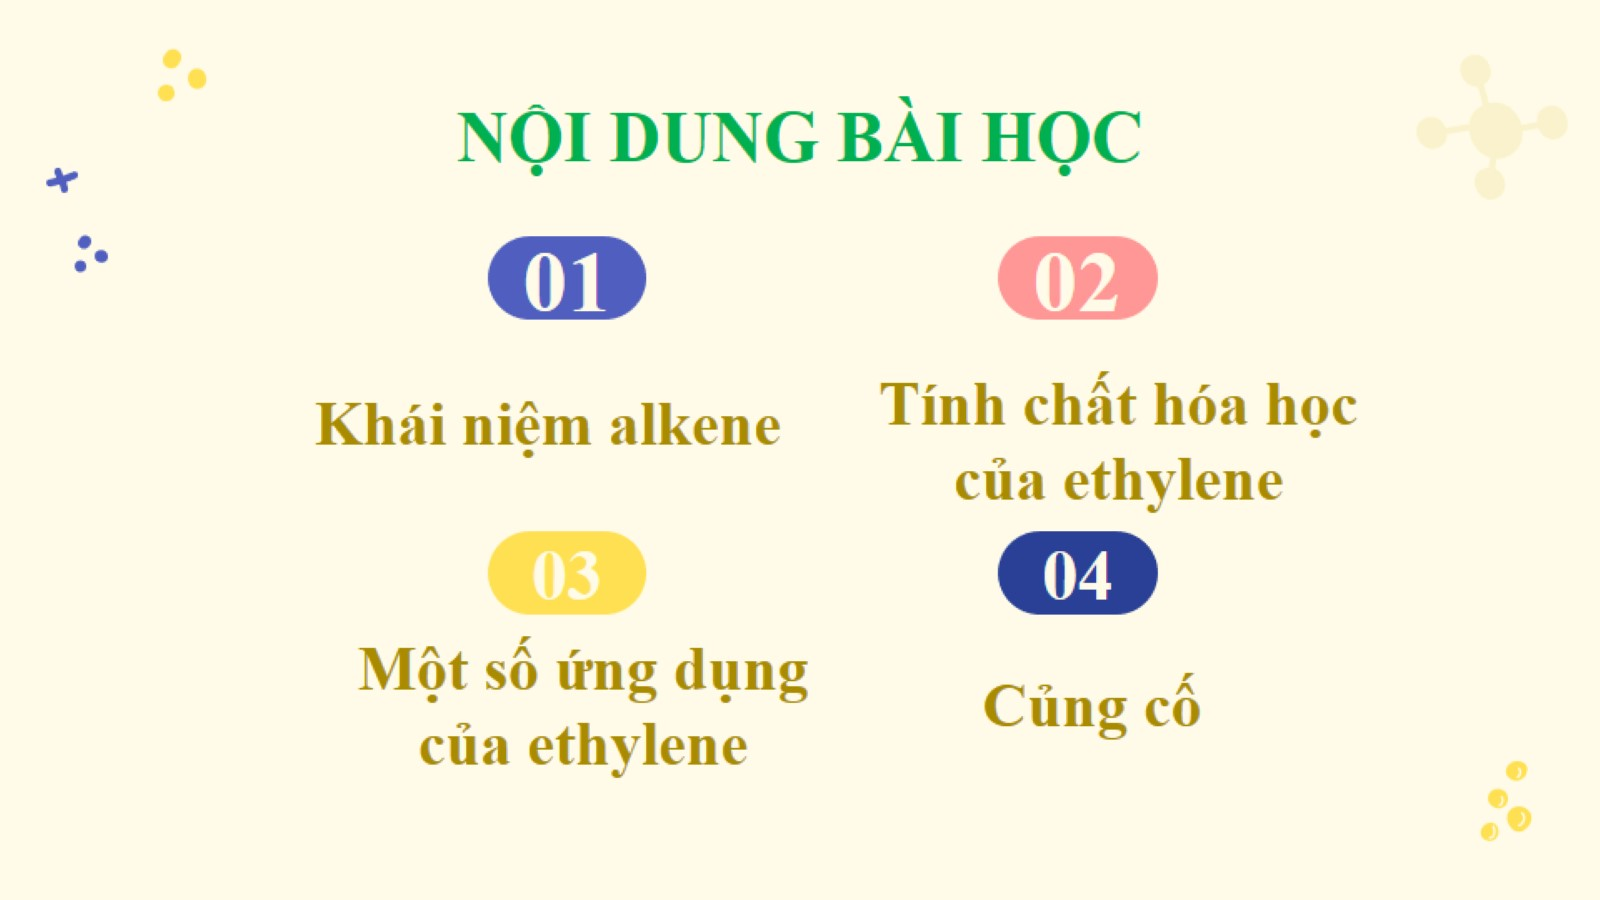 NỘI DUNG BÀI HỌC
01
Khái niệm alkene
02
Tính chất hóa học
của ethylene
03
Một số ứng dụng
của ethylene
04
Củng cố